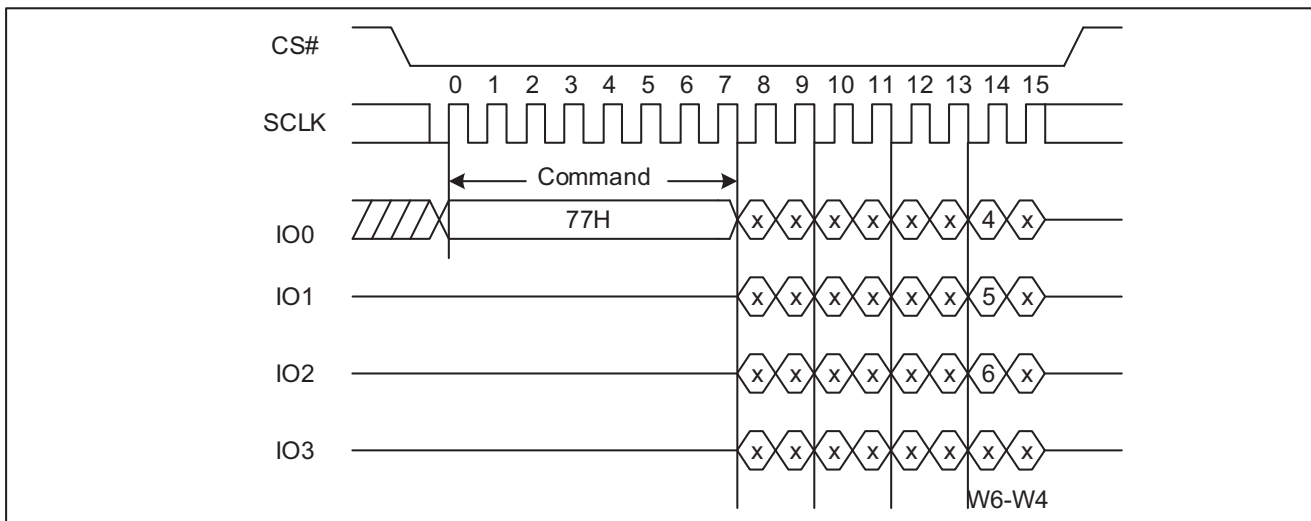 CS#
0 1 2 3 4 5 6 7 8 9 10 11 12 13 14 15
SCLK
Command
IO0 77H x x x x x x 4 x
IO1 x x x x x x 5 x
IO2 x x x x x x 6 x
IO3 x x x x x x x x
W6-W4